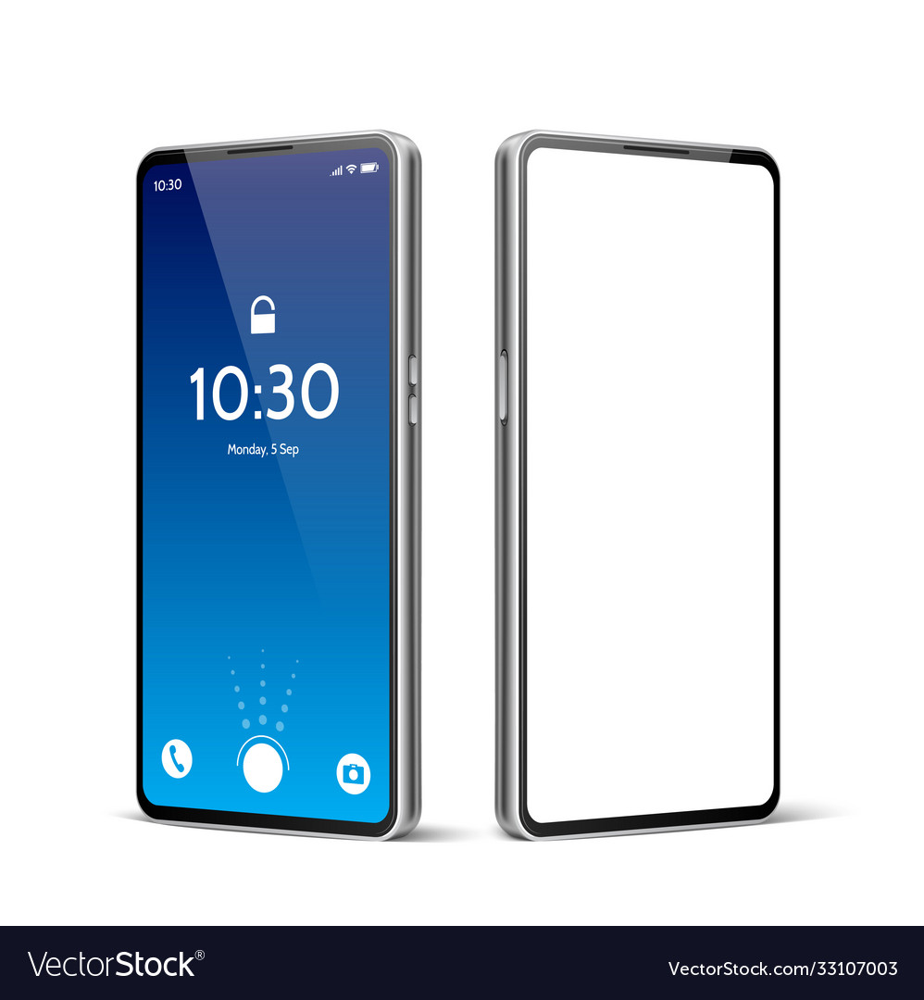 10:30
10:30
Monday, 5 Sep
VectorStock®
VectorStock.com/33107003